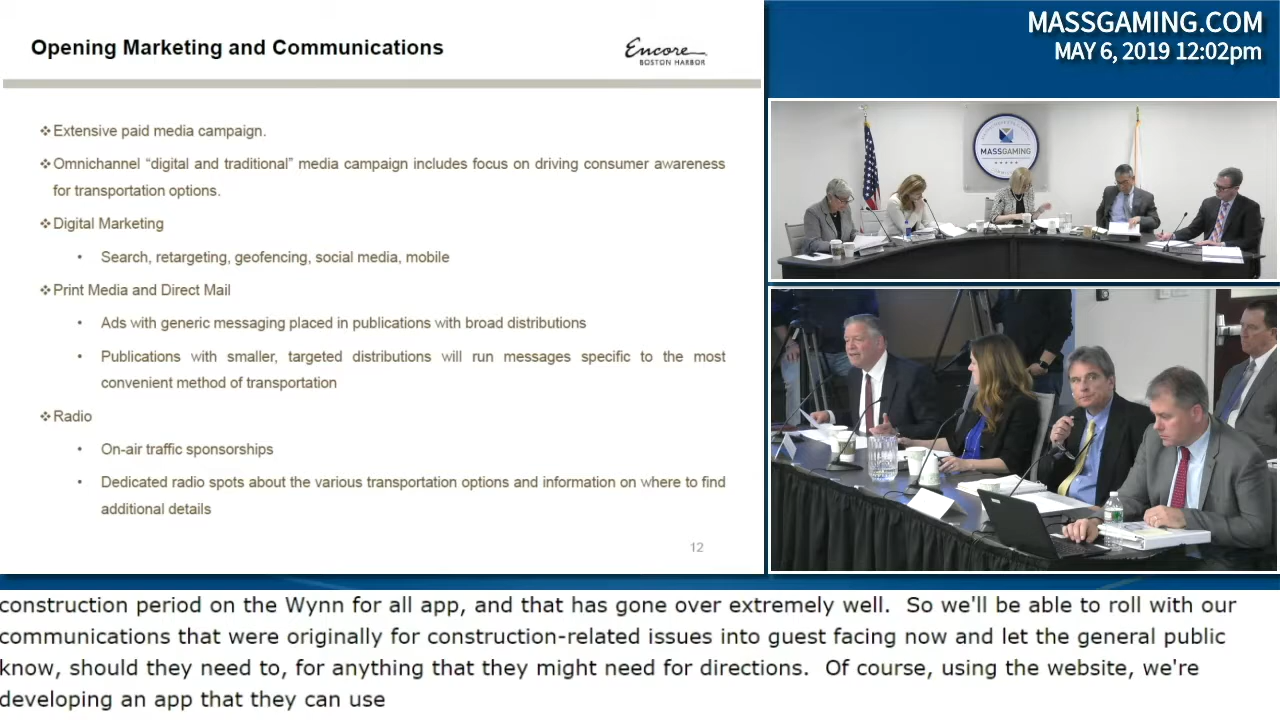 Opening Marketing and Communications
Encore
BOSTON HARBOR
❖Extensive paid media campaign.
❖Omnichannel “digital and traditional” media campaign includes focus on driving consumer awareness
for transportation options.
❖Digital Marketing
• Search, retargeting, geofencing, social media, mobile
❖Print Media and Direct Mail
• Ads with generic messaging placed in publications with broad distributions
• Publications with smaller, targeted distributions will run messages specific to the most
convenient method of transportation
❖Radio
• On-air traffic sponsorships
• Dedicated radio spots about the various transportation options and information on where to find
additional details
12
MASSGAMING.COM
MAY 6, 2019 12:02pm
MASSGAMING
construction period on the Wynn for all app, and that has gone over extremely well.  So we'll be able to roll with our
communications that were originally for construction-related issues into guest facing now and let the general public
know, should they need to, for anything that they might need for directions.  Of course, using the website, we're
developing an app that they can use